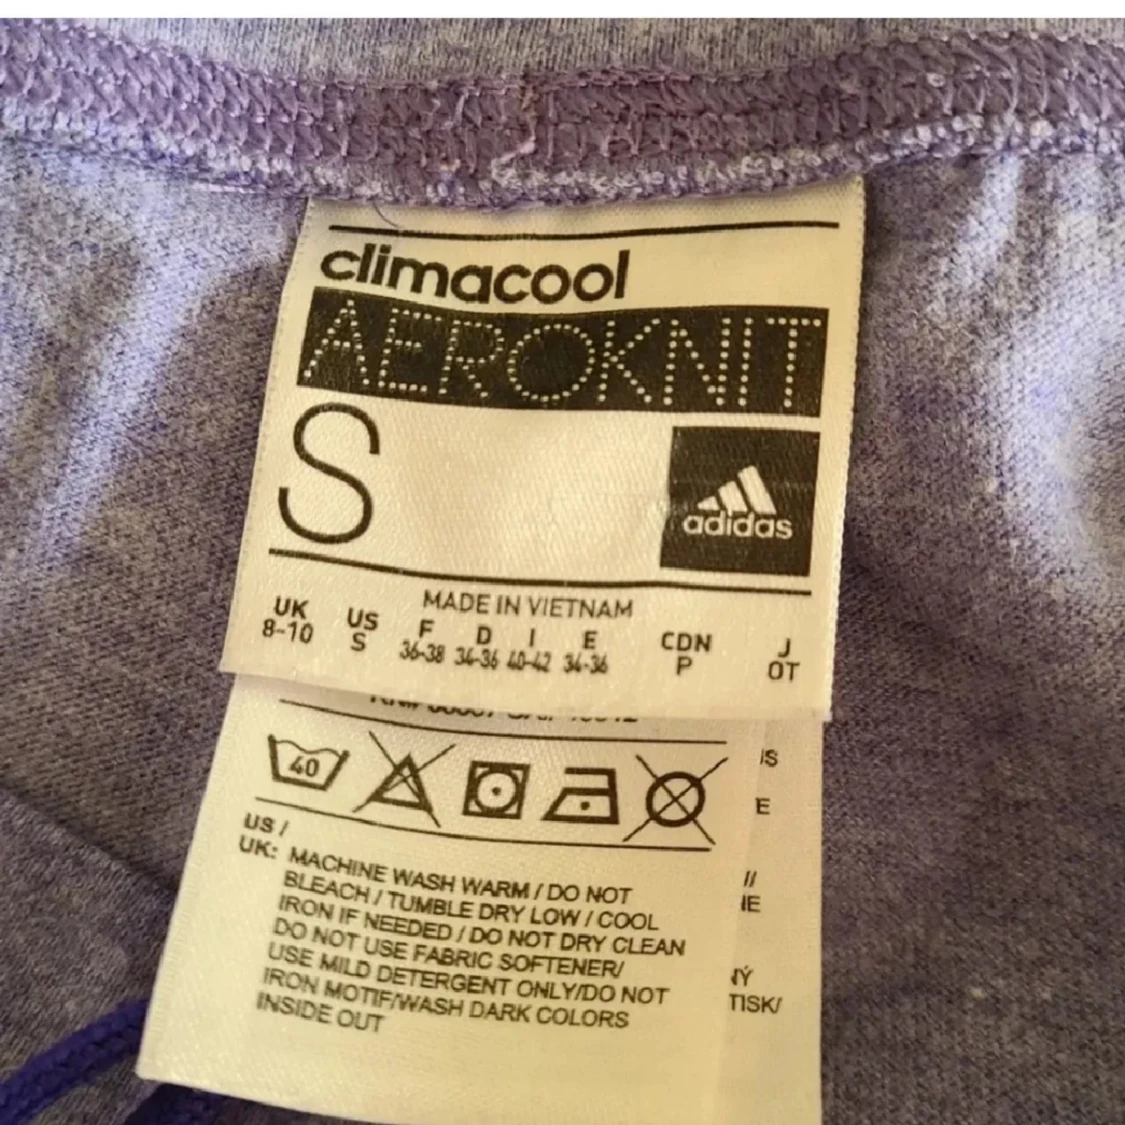 climacool
AEROKNIT
S
adidas
MADE IN VIETNAM
UK US F D I E CDN J
8-10 S 36-38 34-36 40-42 34-36 P OT
40
US /
UK: MACHINE WASH WARM / DO NOT
BLEACH / TUMBLE DRY LOW / COOL
IRON IF NEEDED / DO NOT DRY CLEAN
DO NOT USE FABRIC SOFTENER/
USE MILD DETERGENT ONLY/DO NOT
IRON MOTIF/WASH DARK COLORS
INSIDE OUT
TISK/